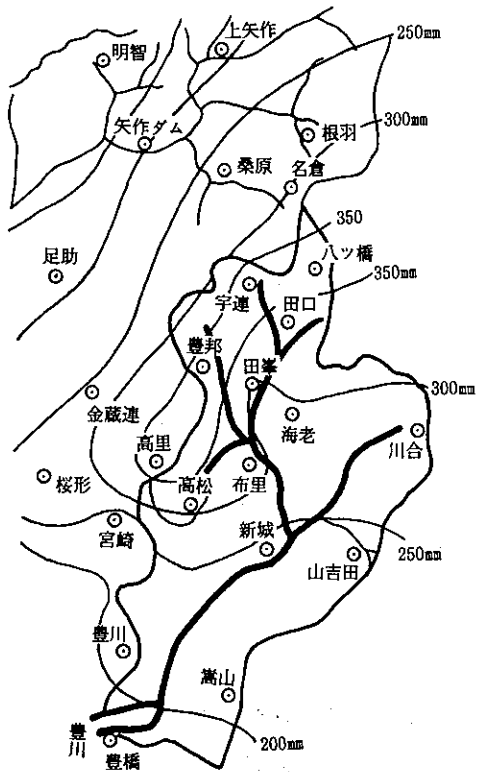 上矢作
250mm
明智
矢作ダム
300mm
根羽
桑原
名倉
350
足助
八ツ橋
350mm
宇連
田口
豊邦
田峯
300mm
金蔵連
海老
川合
高里
桜形
高松
布里
宮崎
新城
250mm
山吉田
豊川
嵩山
豊川
200mm
豊橋